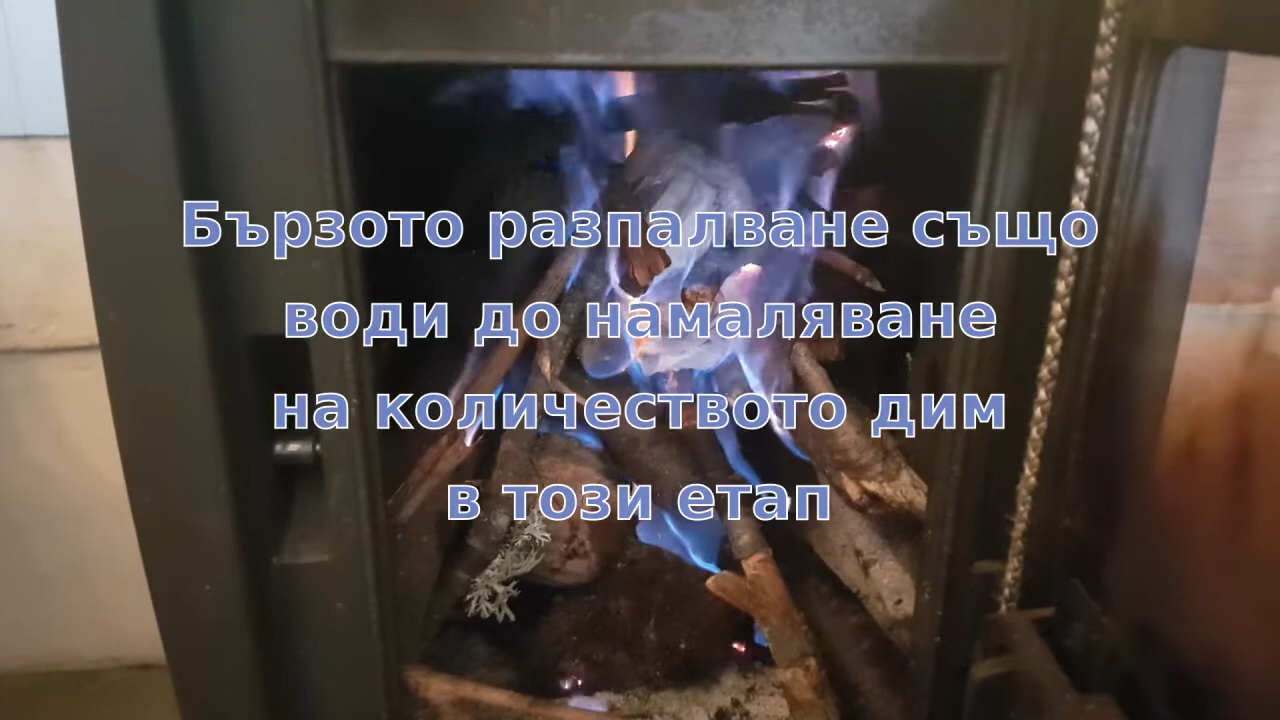 Бързото разпалване също
води до намаляване
на количеството дим
в този етап